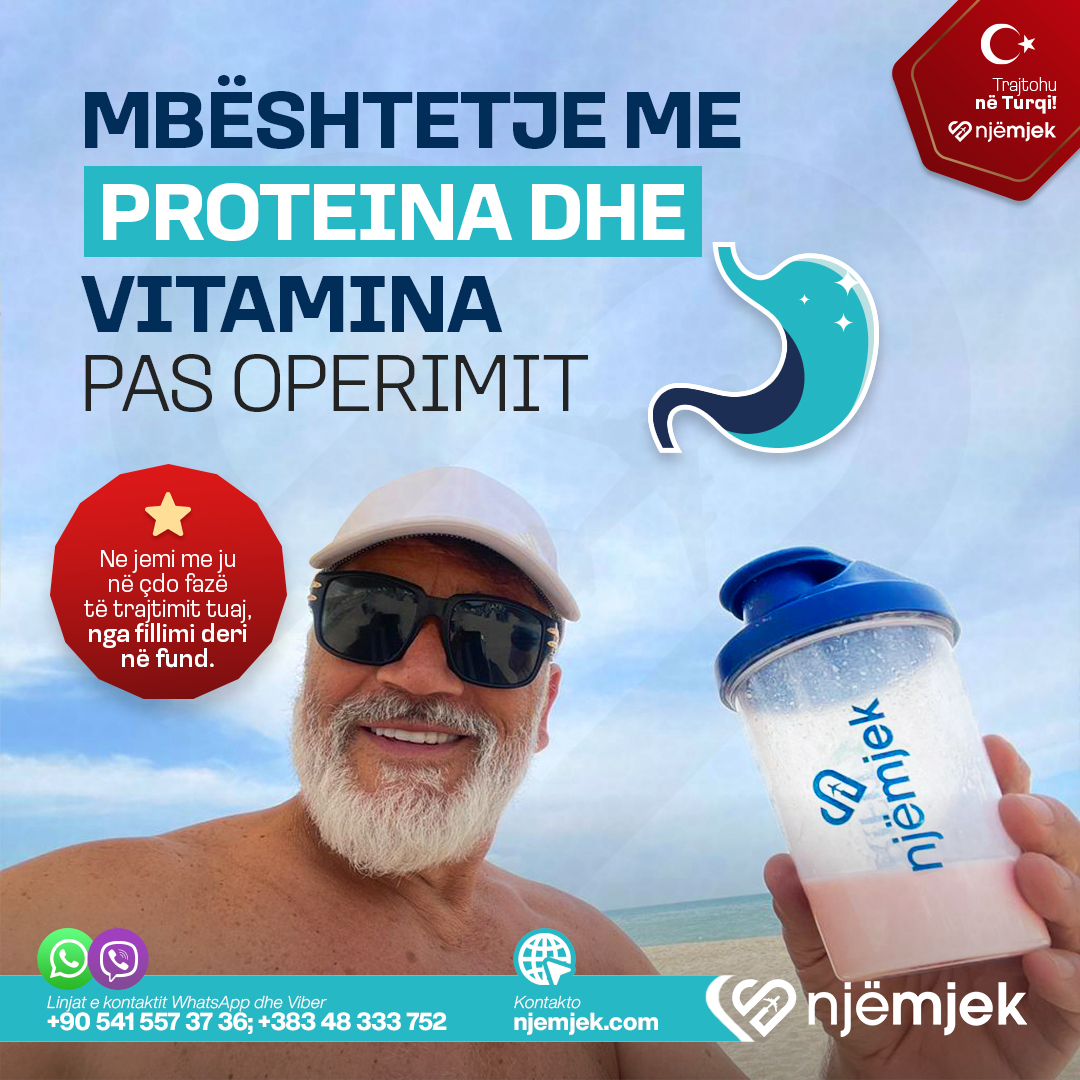 MBËSHTETJE ME
PROTEINA DHE
VITAMINA
PAS OPERIMIT
Trajtohu
në Turqi!
njëmjek
Ne jemi me ju
në çdo fazë
të trajtimit tuaj,
nga fillimi deri
në fund.
njëmjek
Linjat e kontaktit WhatsApp dhe Viber
+90 541 557 37 36; +383 48 333 752
Kontakto
njemjek.com
njëmjek